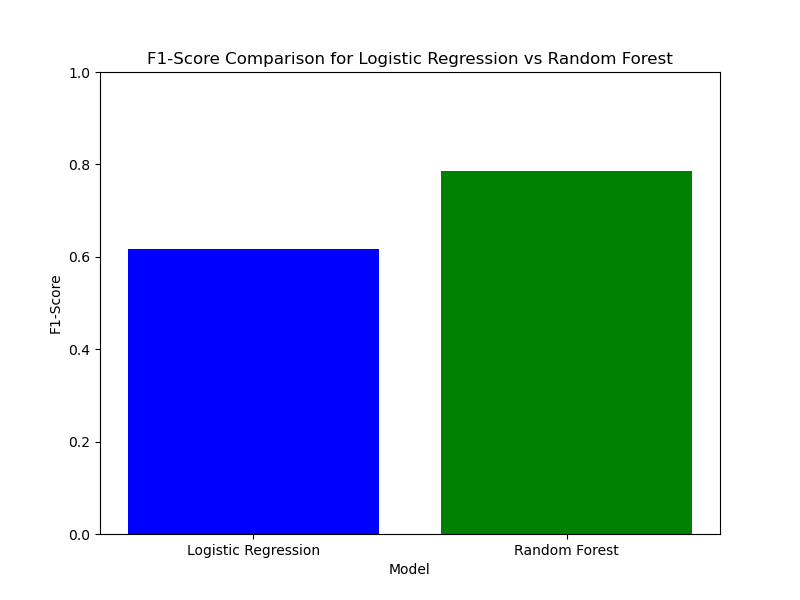 F1-Score Comparison for Logistic Regression vs Random Forest
1.0
0.8
0.6
0.4
0.2
0.0
F1-Score
Logistic Regression
Random Forest
Model